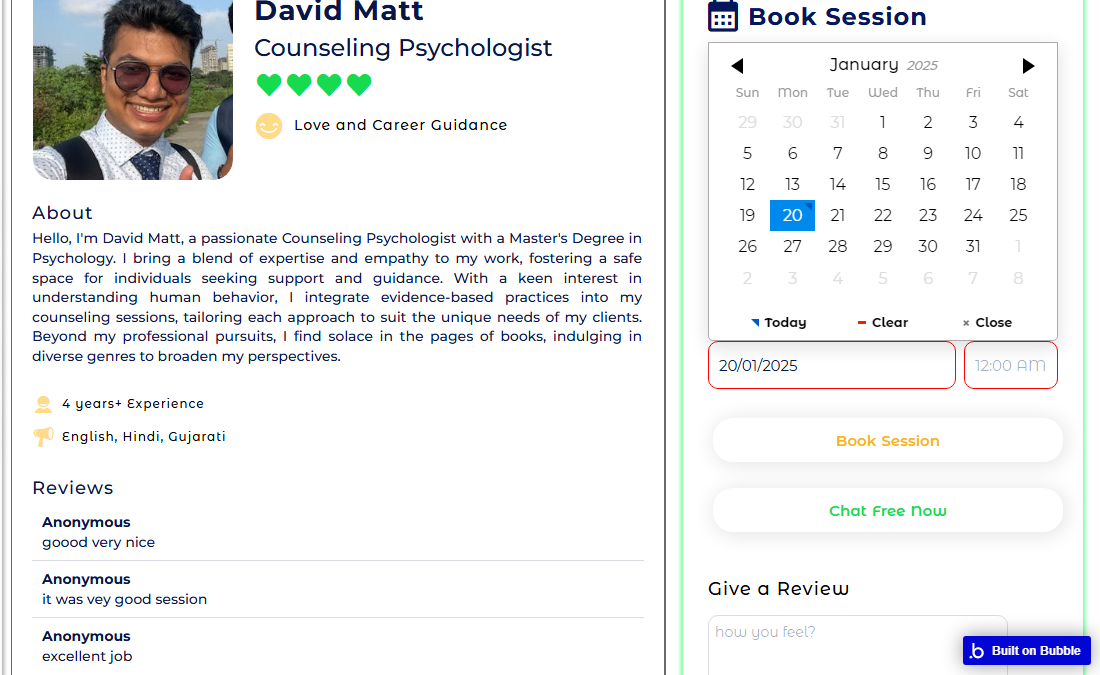 David Matt
Counseling Psychologist
Love and Career Guidance
About
Hello, I'm David Matt, a passionate Counseling Psychologist with a Master's Degree in
Psychology. I bring a blend of expertise and empathy to my work, fostering a safe
space for individuals seeking support and guidance. With a keen interest in
understanding human behavior, I integrate evidence-based practices into my
counseling sessions, tailoring each approach to suit the unique needs of my clients.
Beyond my professional pursuits, I find solace in the pages of books, indulging in
diverse genres to broaden my perspectives.
4 years+ Experience
English, Hindi, Gujarati
Reviews
Anonymous
goood very nice
Anonymous
it was vey good session
Anonymous
excellent job
Book Session
January 2025
Sun Mon Tue Wed Thu Fri Sat
29 30 31 1 2 3 4
5 6 7 8 9 10 11
12 13 14 15 16 17 18
19 20 21 22 23 24 25
26 27 28 29 30 31 1
2 3 4 5 6 7 8
Today Clear × Close
20/01/2025 12:00 AM
Book Session
Chat Free Now
Give a Review
how you feel?
b Built on Bubble